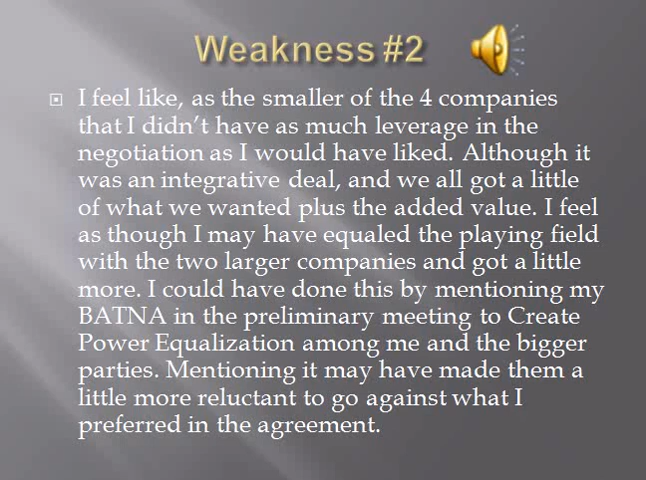 Weakness #2
I feel like, as the smaller of the 4 companies
that I didn't have as much leverage in the
negotiation as I would have liked. Although it
was an integrative deal, and we all got a little
of what we wanted plus the added value. I feel
as though I may have equaled the playing field
with the two larger companies and got a little
more. I could have done this by mentioning my
BATNA in the preliminary meeting to Create
Power Equalization among me and the bigger
parties. Mentioning it may have made them a
little more reluctant to go against what I
preferred in the agreement.